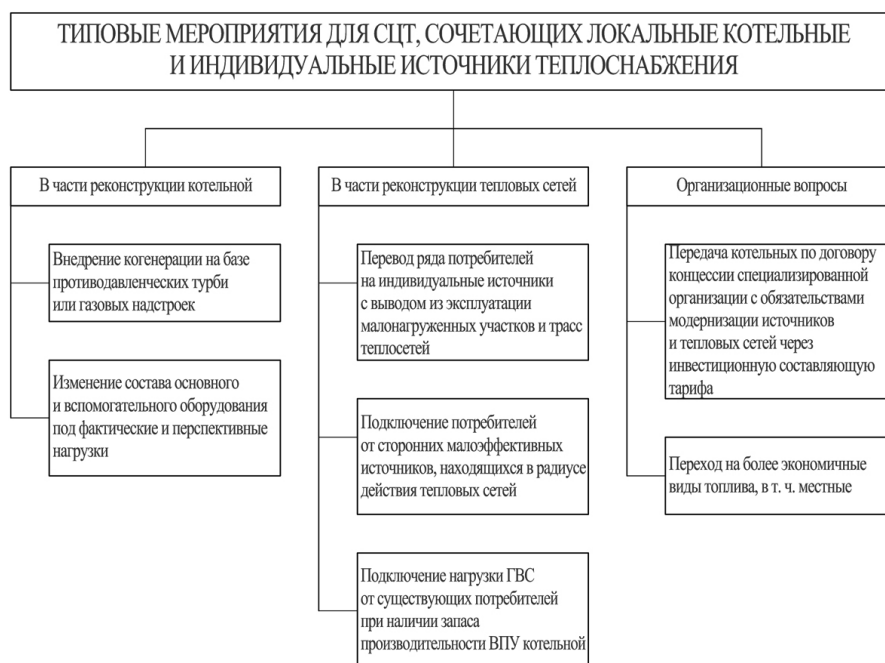 ТИПОВЫЕ МЕРОПРИЯТИЯ ДЛЯ СЦТ, СОЧЕТАЮЩИХ ЛОКАЛЬНЫЕ КОТЕЛЬНЫЕ
И ИНДИВИДУАЛЬНЫЕ ИСТОЧНИКИ ТЕПЛОСНАБЖЕНИЯ
В части реконструкции котельной
Внедрение когенерации на базе
противодавленческих турби
или газовых надстроек
Изменение состава основного
и вспомогательного оборудования
под фактические и перспективные
нагрузки
В части реконструкции тепловых сетей
Перевод ряда потребителей
на индивидуальные источники
с выводом из эксплуатации
малонагруженных участков и трасс
теплосетей
Подключение потребителей
от сторонних малоэффективных
источников, находящихся в радиусе
действия тепловых сетей
Подключение нагрузки ГВС
от существующих потребителей
при наличии запаса
производительности ВПУ котельной
Организационные вопросы
Передача котельных по договору
концессии специализированной
организации с обязательствами
модернизации источников
и тепловых сетей через
инвестиционную составляющую
тарифа
Переход на более экономичные
виды топлива, в т. ч. местные